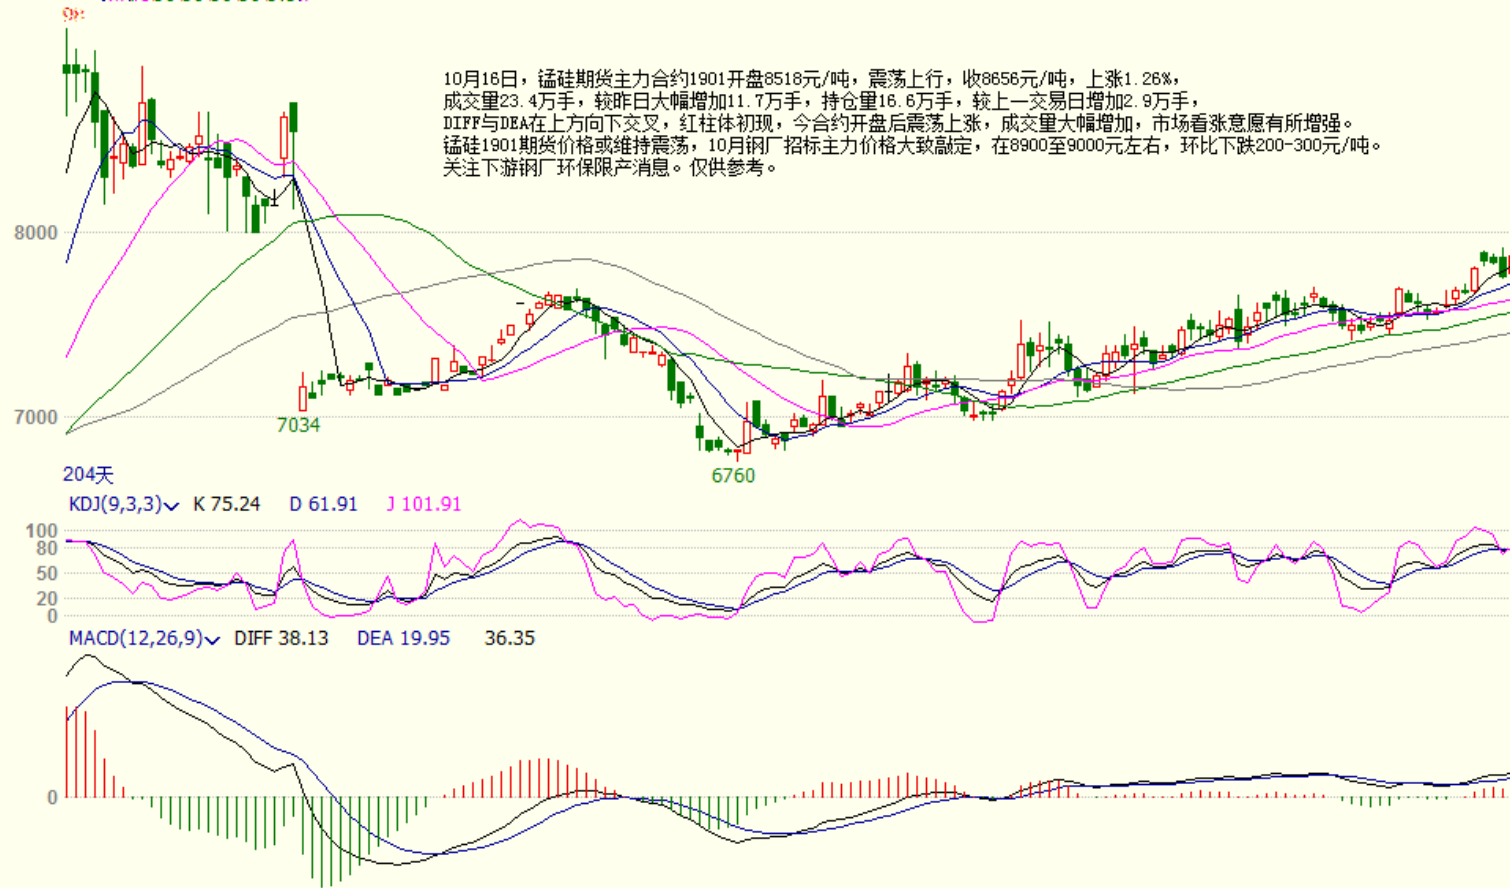 10月16日，锰硅期货主力合约1901开盘8518元/吨，震荡上行，收8656元/吨，上涨1.26%，
成交量23.4万手，较昨日大幅增加11.7万手，持仓量16.6万手，较上一交易日增加2.9万手，
DIFF与DEA在上方向下交叉，红柱体初现，今合约开盘后震荡上涨，成交量大幅增加，市场看涨意愿有所增强。
锰硅1901期货价格或维持震荡，10月钢厂招标主力价格大致敲定，在8900至9000元左右，环比下跌200-300元/吨。
关注下游钢厂环保限产消息。仅供参考。
8000
7000
7034
6760
204天
KDJ(9,3,3) K 75.24 D 61.91 J 101.91
100
80
50
20
0
MACD(12,26,9) DIFF 38.13 DEA 19.95 36.35
0